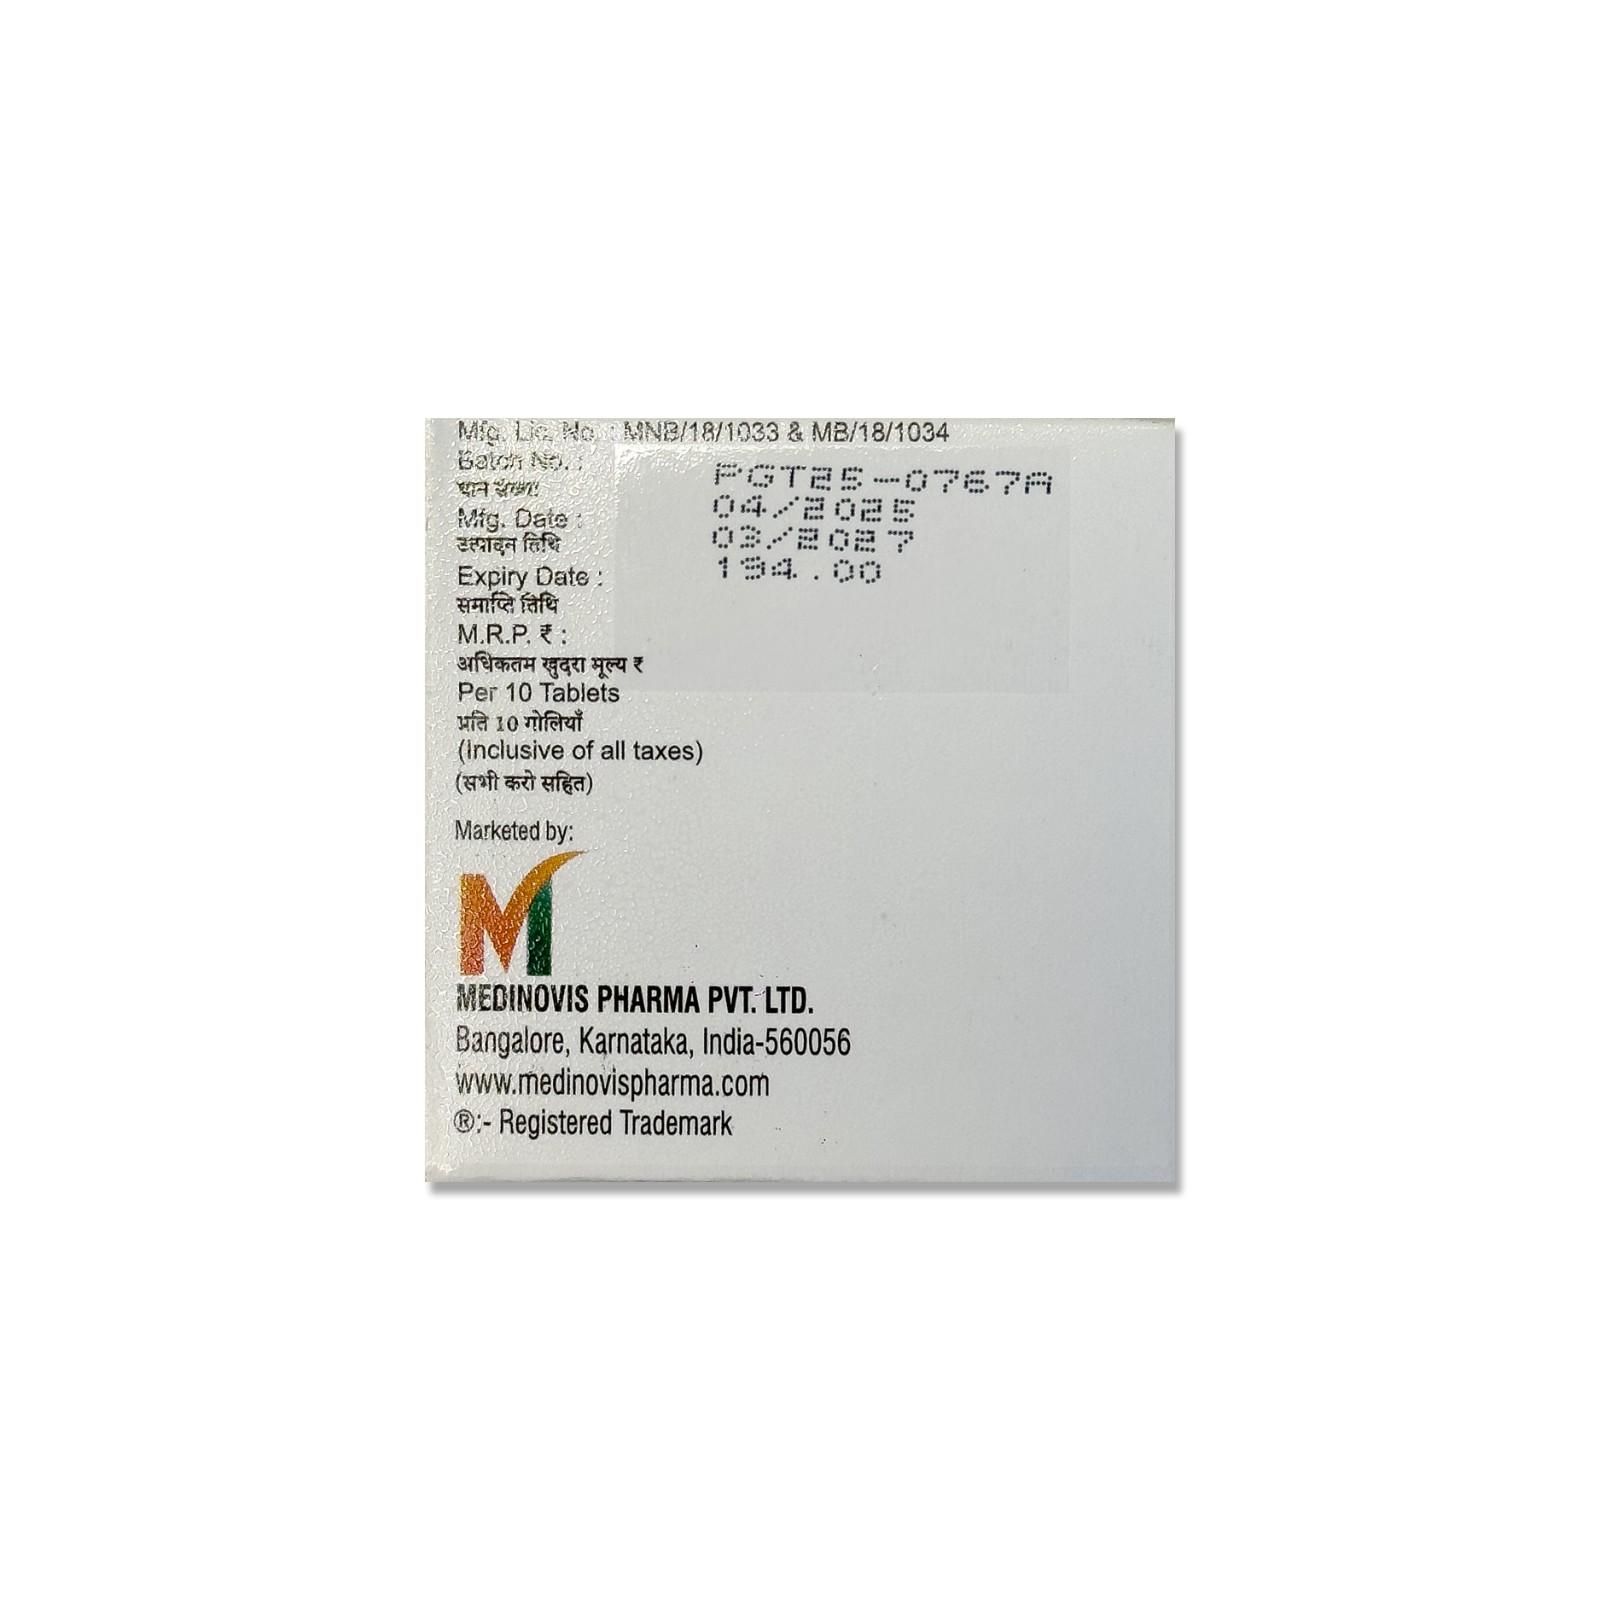 Mfg. Lic. No. : MNB/18/1033 & MB/18/1034
Batch No. : PGT25-0767A
घान संख्या
Mfg. Date : 04/2025
उत्पादन तिथि
Expiry Date : 03/2027
समाप्ति तिथि
M.R.P. ₹ : 194.00
अधिकतम खुदरा मूल्य ₹
Per 10 Tablets
प्रति 10 गोलियाँ
(Inclusive of all taxes)
(सभी करो सहित)
Marketed by:
MEDINOVIS PHARMA PVT. LTD.
Bangalore, Karnataka, India-560056
www.medinovispharma.com
®:- Registered Trademark